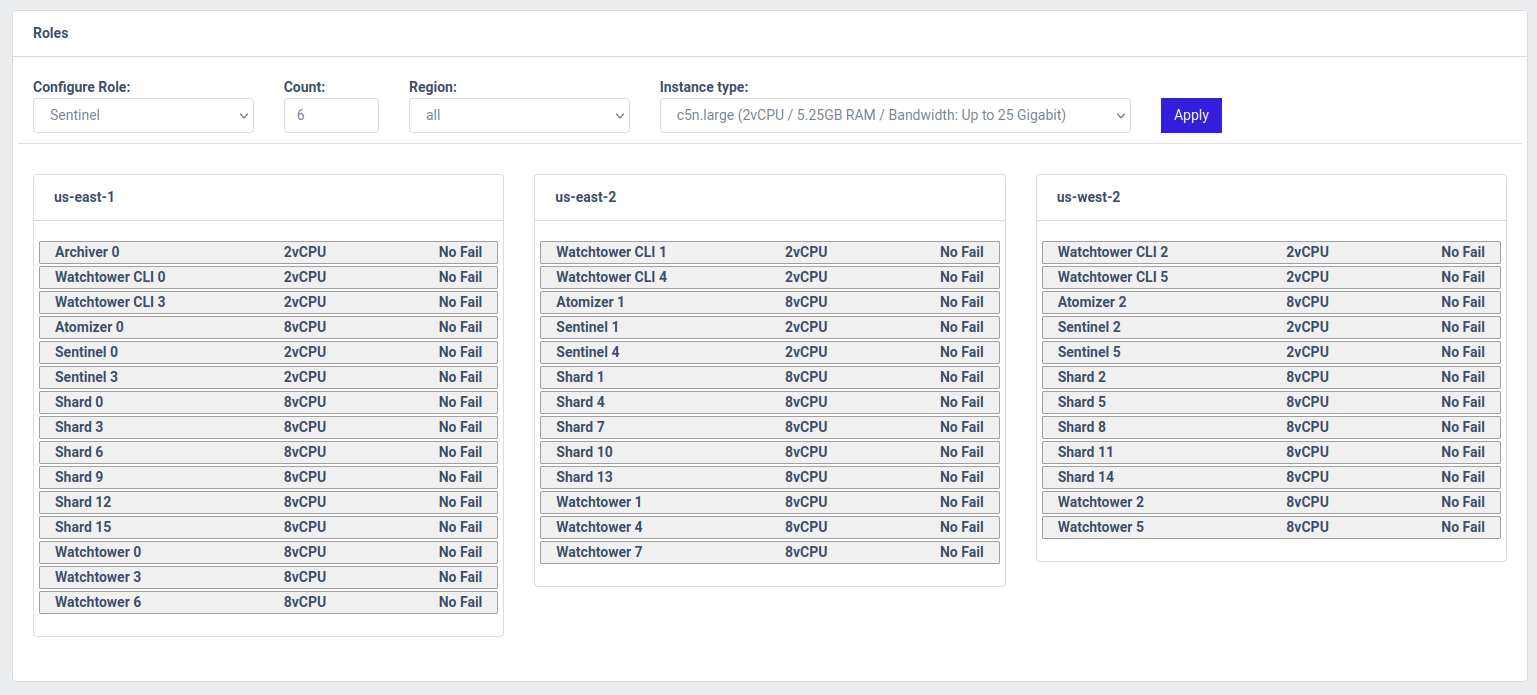 Roles
Configure Role: Count: Region: Instance type:
Sentinel 6 all c5n.large (2vCPU / 5.25GB RAM / Bandwidth: Up to 25 Gigabit) Apply
us-east-1
Archiver 0 2vCPU No Fail
Watchtower CLI 0 2vCPU No Fail
Watchtower CLI 3 2vCPU No Fail
Atomizer 0 8vCPU No Fail
Sentinel 0 2vCPU No Fail
Sentinel 3 2vCPU No Fail
Shard 0 8vCPU No Fail
Shard 3 8vCPU No Fail
Shard 6 8vCPU No Fail
Shard 9 8vCPU No Fail
Shard 12 8vCPU No Fail
Shard 15 8vCPU No Fail
Watchtower 0 8vCPU No Fail
Watchtower 3 8vCPU No Fail
Watchtower 6 8vCPU No Fail
us-east-2
Watchtower CLI 1 2vCPU No Fail
Watchtower CLI 4 2vCPU No Fail
Atomizer 1 8vCPU No Fail
Sentinel 1 2vCPU No Fail
Sentinel 4 2vCPU No Fail
Shard 1 8vCPU No Fail
Shard 4 8vCPU No Fail
Shard 7 8vCPU No Fail
Shard 10 8vCPU No Fail
Shard 13 8vCPU No Fail
Watchtower 1 8vCPU No Fail
Watchtower 4 8vCPU No Fail
Watchtower 7 8vCPU No Fail
us-west-2
Watchtower CLI 2 2vCPU No Fail
Watchtower CLI 5 2vCPU No Fail
Atomizer 2 8vCPU No Fail
Sentinel 2 2vCPU No Fail
Sentinel 5 2vCPU No Fail
Shard 2 8vCPU No Fail
Shard 5 8vCPU No Fail
Shard 8 8vCPU No Fail
Shard 11 8vCPU No Fail
Shard 14 8vCPU No Fail
Watchtower 2 8vCPU No Fail
Watchtower 5 8vCPU No Fail